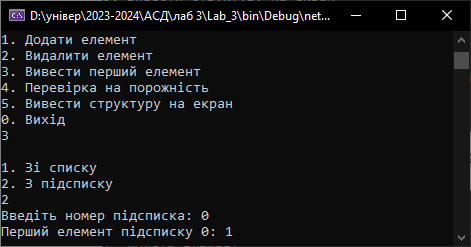 D:\універ\2023-2024\АСД\лаб 3\Lab_3\bin\Debug\net...
1. Додати елемент
2. Видалити елемент
3. Вивести перший елемент
4. Перевірка на порожність
5. Вивести структуру на екран
0. Вихід
3
1. Зі списку
2. З підсписку
2
Введіть номер підсписка: 0
Перший елемент підсписку 0: 1